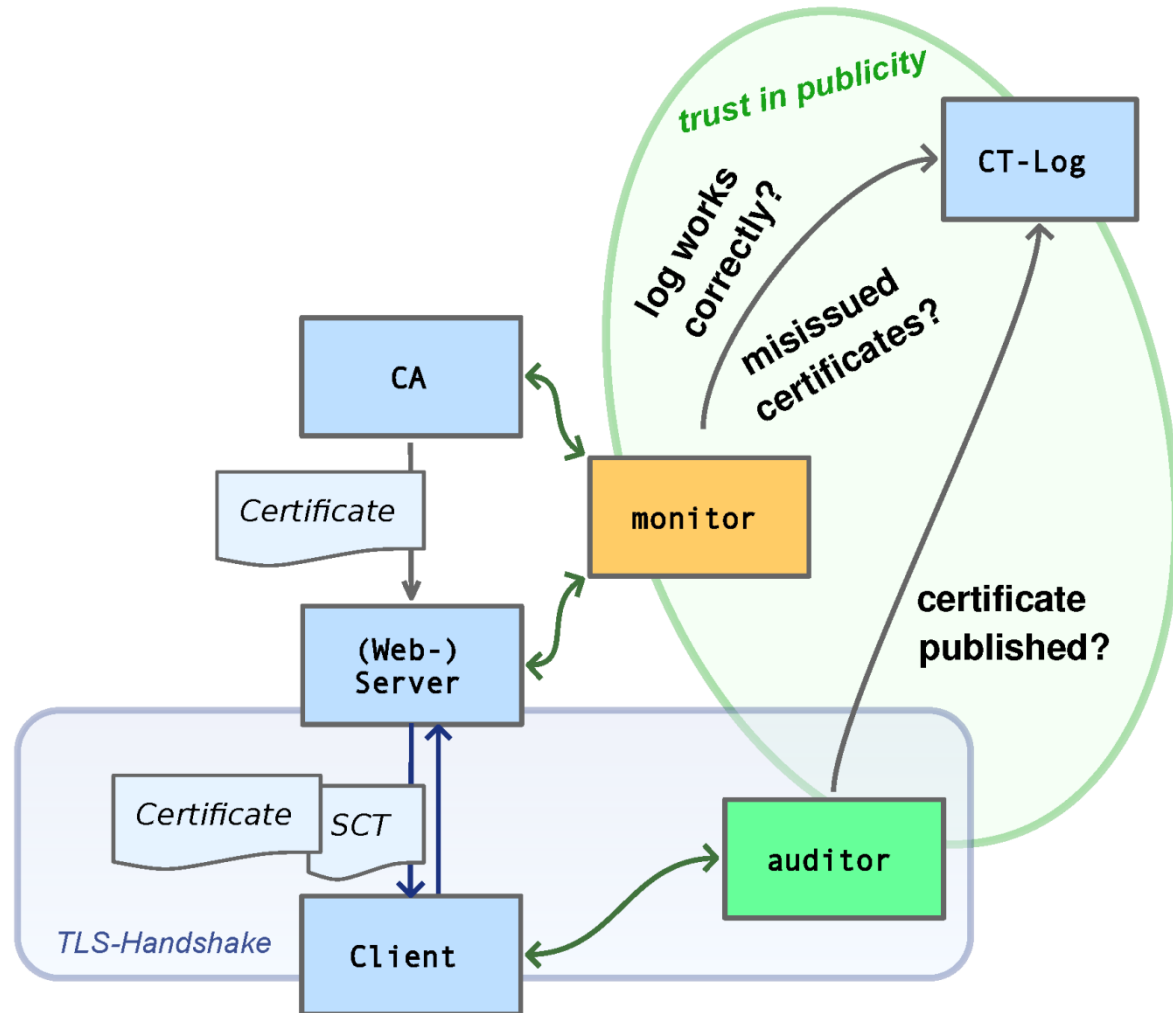 trust in publicity
CT-Log
log works
correctly?
misissued
certificates?
CA
Certificate
monitor
(Web-)
Server
certificate
published?
Certificate
SCT
auditor
TLS-Handshake
Client